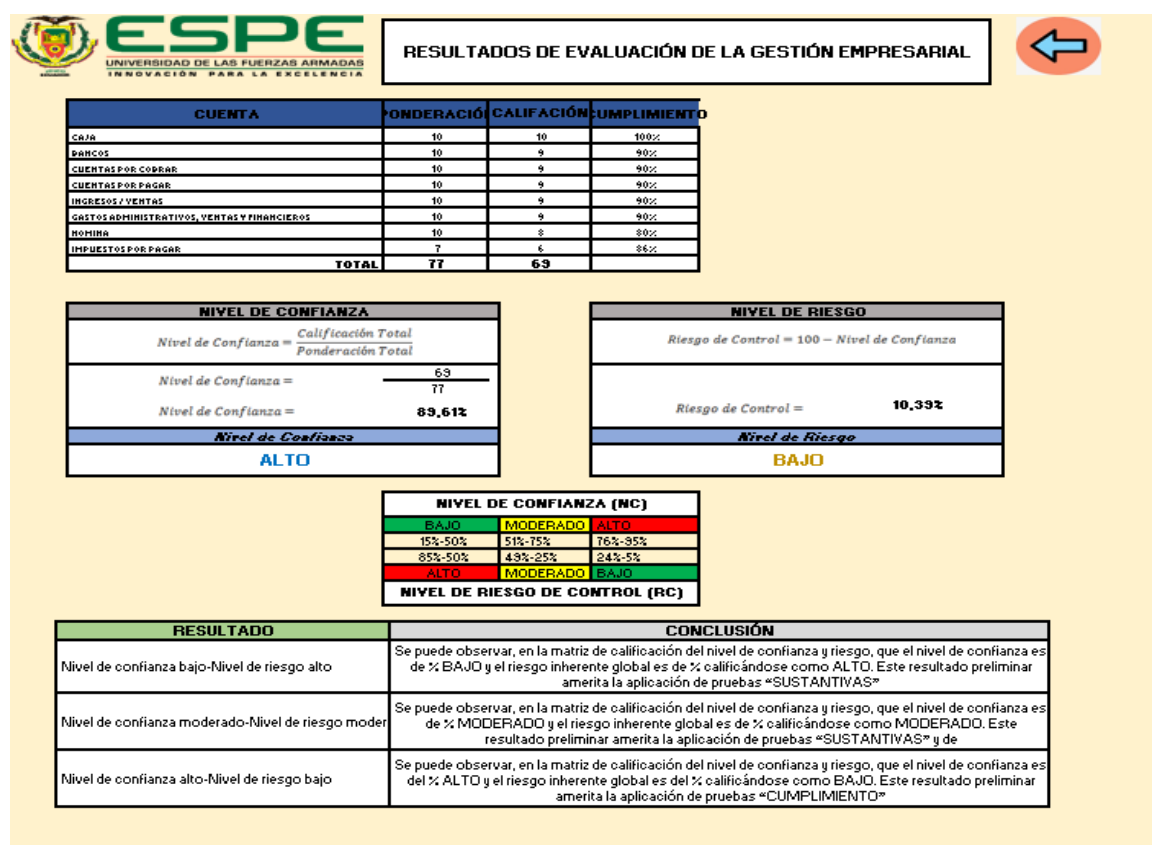 ESPE
UNIVERSIDAD DE LAS FUERZAS ARMADAS
INNOVACIÓN PARA LA EXCELENCIA
RESULTADOS DE EVALUACIÓN DE LA GESTIÓN EMPRESARIAL
CUENTA PONDERACIÓ CALIFACIÓN CUMPLIMIENTO
CAJA 10 10 100%
BANCOS 10 9 90%
CUENTAS POR COBRAR 10 9 90%
CUENTAS POR PAGAR 10 9 90%
INGRESOS / VENTAS 10 9 90%
GASTOS ADMINISTRATIVOS, VENTAS Y FINANCIEROS 10 9 90%
NOMINA 10 8 80%
IMPUESTOS POR PAGAR 7 6 86%
TOTAL 77 69
NIVEL DE CONFIANZA
Nivel de Confianza = Calificación Total
Ponderación Total
Nivel de Confianza = 69
77
Nivel de Confianza = 89,61%
Nivel de Confianza
ALTO
NIVEL DE RIESGO
Riesgo de Control = 100 − Nivel de Confianza
Riesgo de Control = 10,39%
Nivel de Riesgo
BAJO
NIVEL DE CONFIANZA (NC)
BAJO MODERADO ALTO
15%-50% 51%-75% 76%-95%
85%-50% 49%-25% 24%-5%
ALTO MODERADO BAJO
NIVEL DE RIESGO DE CONTROL (RC)
RESULTADO CONCLUSIÓN
Nivel de confianza bajo-Nivel de riesgo alto
Se puede observar, en la matriz de calificación del nivel de confianza y riesgo, que el nivel de confianza es
de % BAJO y el riesgo inherente global es de % calificándose como ALTO. Este resultado preliminar
amerita la aplicación de pruebas “SUSTANTIVAS”
Nivel de confianza moderado-Nivel de riesgo moder
Se puede observar, en la matriz de calificación del nivel de confianza y riesgo, que el nivel de confianza es
de % MODERADO y el riesgo inherente global es de % calificándose como MODERADO. Este
resultado preliminar amerita la aplicación de pruebas “SUSTANTIVAS” y de
Nivel de confianza alto-Nivel de riesgo bajo
Se puede observar, en la matriz de calificación del nivel de confianza y riesgo, que el nivel de confianza es
del % ALTO y el riesgo inherente global es del % calificándose como BAJO. Este resultado preliminar
amerita la aplicación de pruebas “CUMPLIMIENTO”